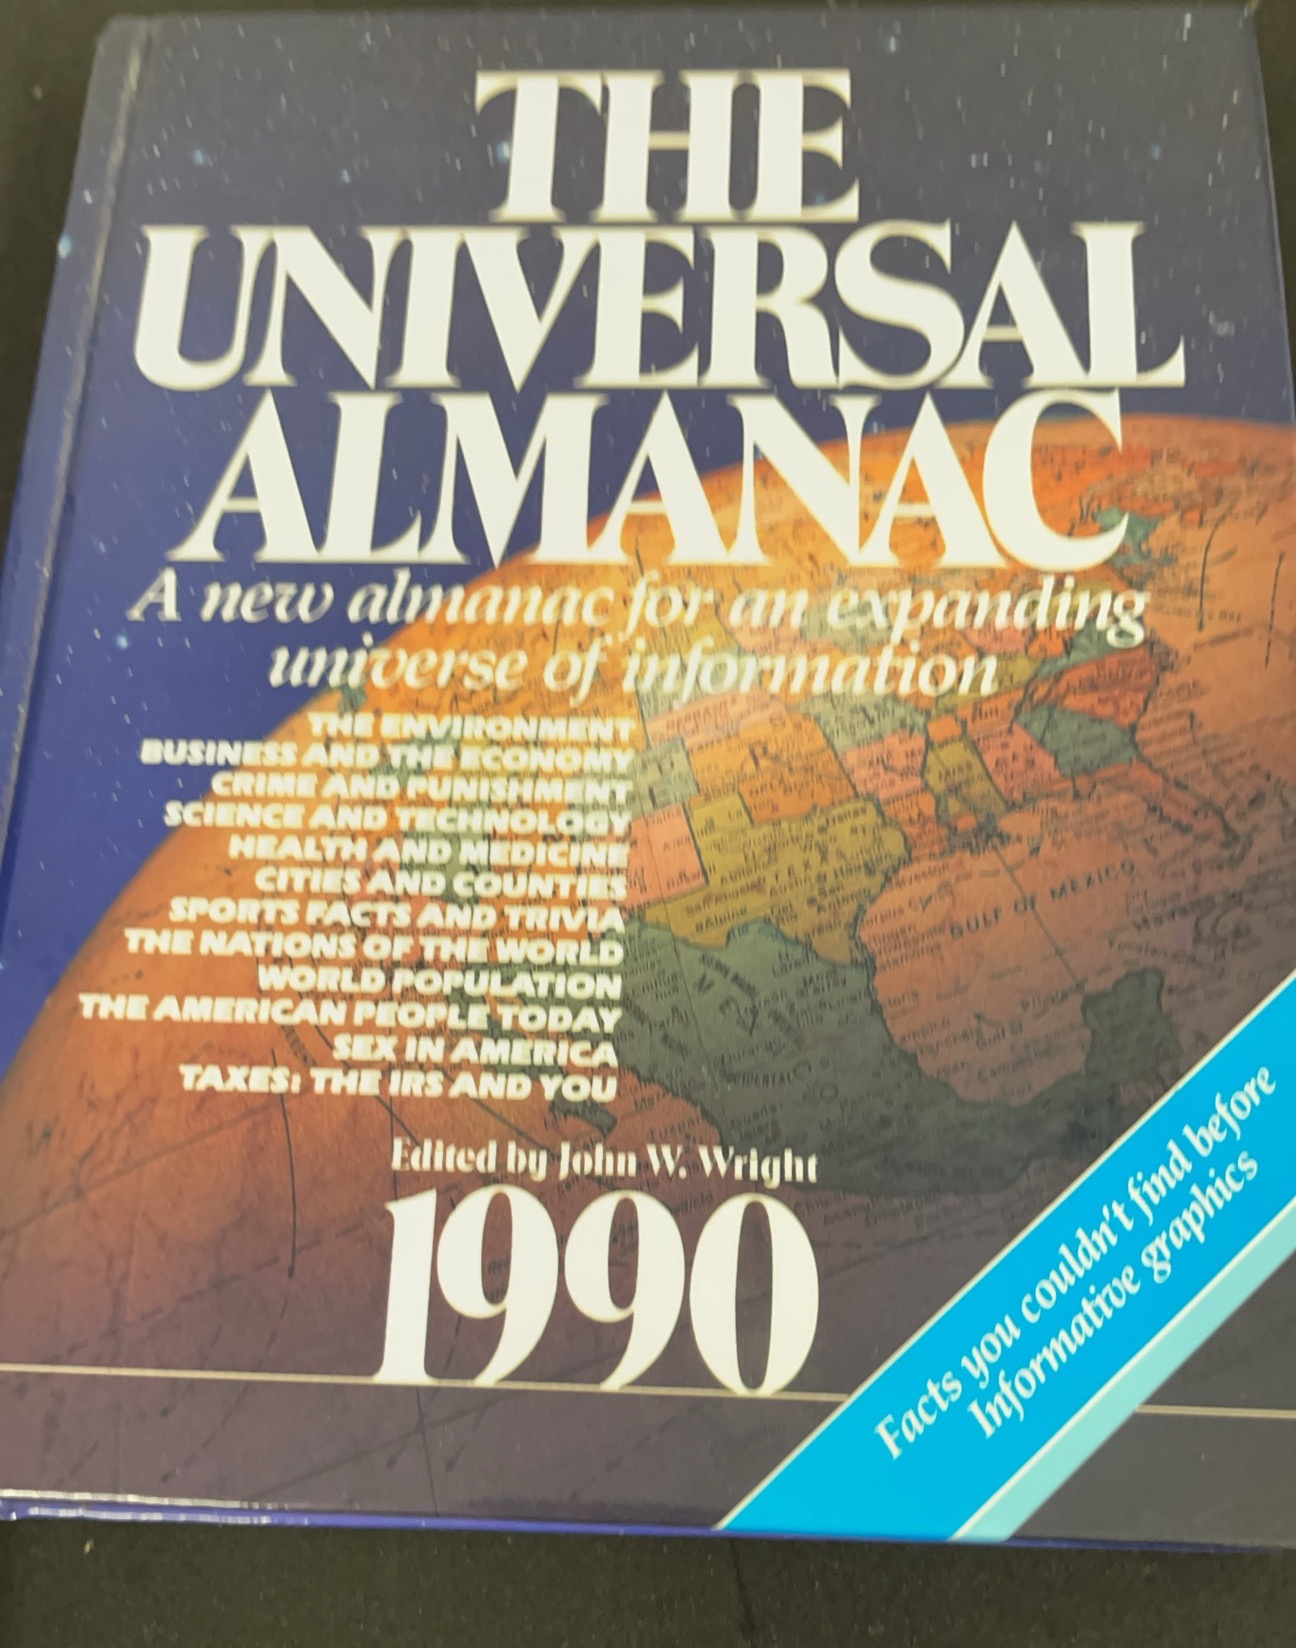 THE
UNIVERSAL
ALMANAC
A new almanac for an expanding
universe of information
THE ENVIRONMENT
BUSINESS AND THE ECONOMY
CRIME AND PUNISHMENT
SCIENCE AND TECHNOLOGY
HEALTH AND MEDICINE
CITIES AND COUNTIES
SPORTS FACTS AND TRIVIA
THE NATIONS OF THE WORLD
WORLD POPULATION
THE AMERICAN PEOPLE TODAY
SEX IN AMERICA
TAXES: THE IRS AND YOU
GULF OF MEXICO
Edited by John W. Wright
1990
Facts you couldn't find before
Informative graphics